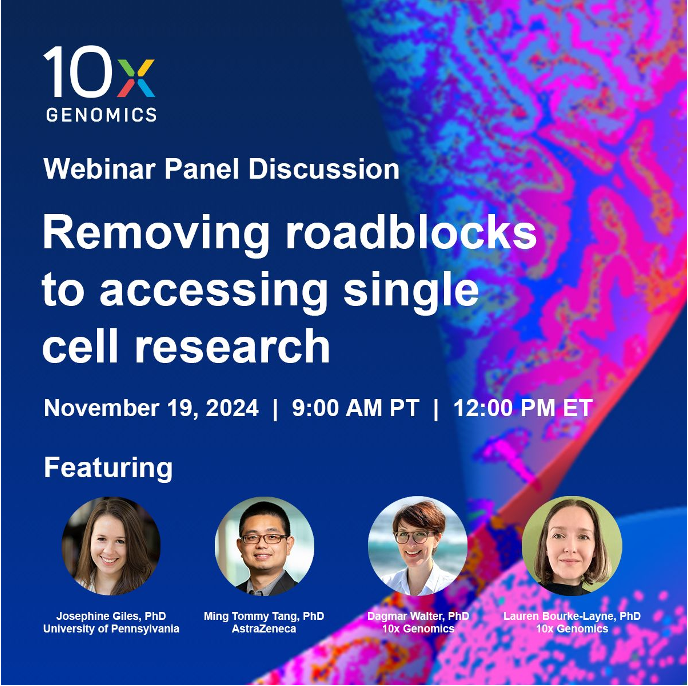 10x
GENOMICS
Webinar Panel Discussion
Removing roadblocks
to accessing single
cell research
November 19, 2024 | 9:00 AM PT | 12:00 PM ET
Featuring
Josephine Giles, PhD
University of Pennsylvania
Ming Tommy Tang, PhD
AstraZeneca
Dagmar Walter, PhD
10x Genomics
Lauren Bourke-Layne, PhD
10x Genomics